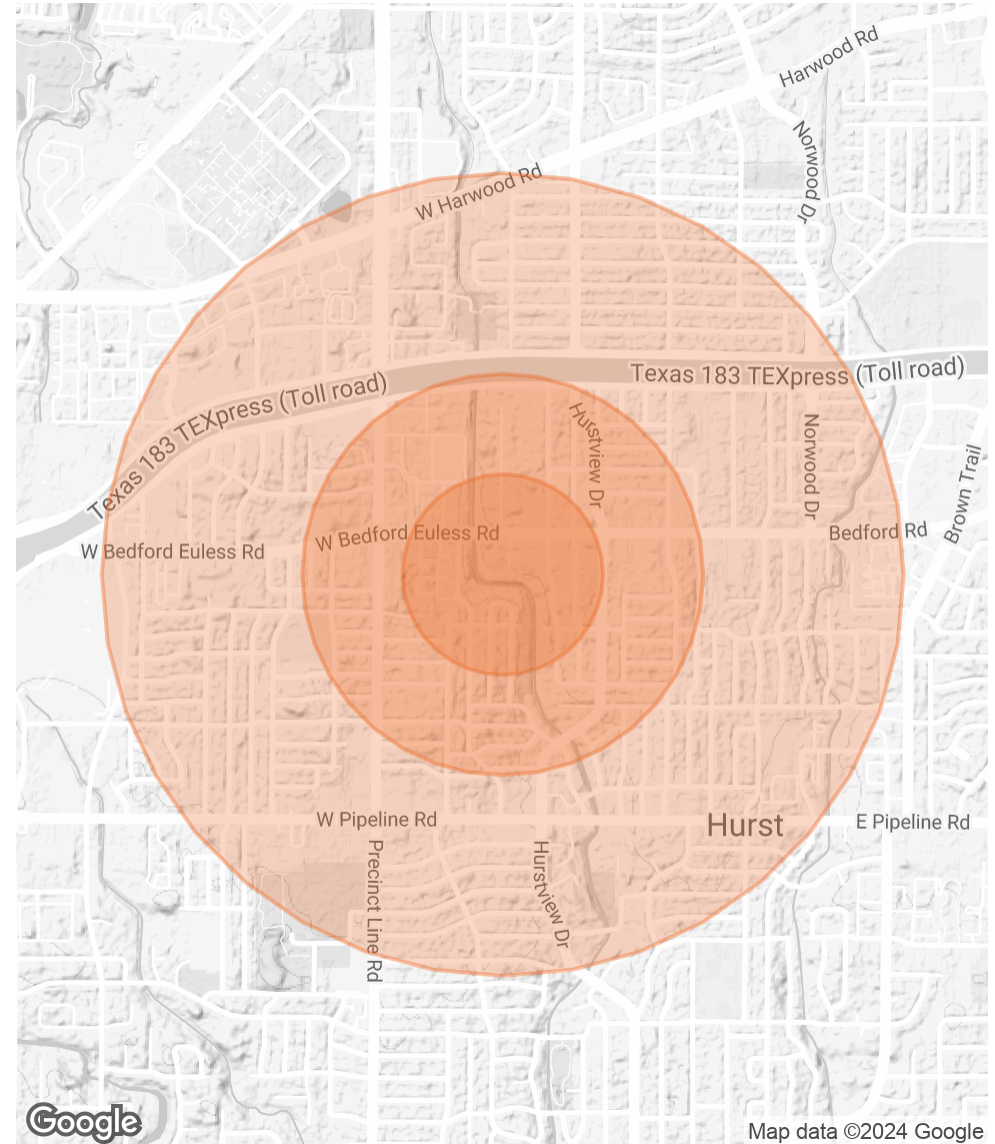 Harwood Rd
Norwood Dr
W Harwood Rd
Texas 183 TEXpress (Toll road)
Texas 183 TEXpress (Toll road)
Hurstview Dr
Norwood Dr
Brown Trail
W Bedford Euless Rd
W Bedford Euless Rd
Bedford Rd
W Pipeline Rd
Hurst
E Pipeline Rd
Precinct Line Rd
Hurstview Dr
Google
Map data ©2024 Google